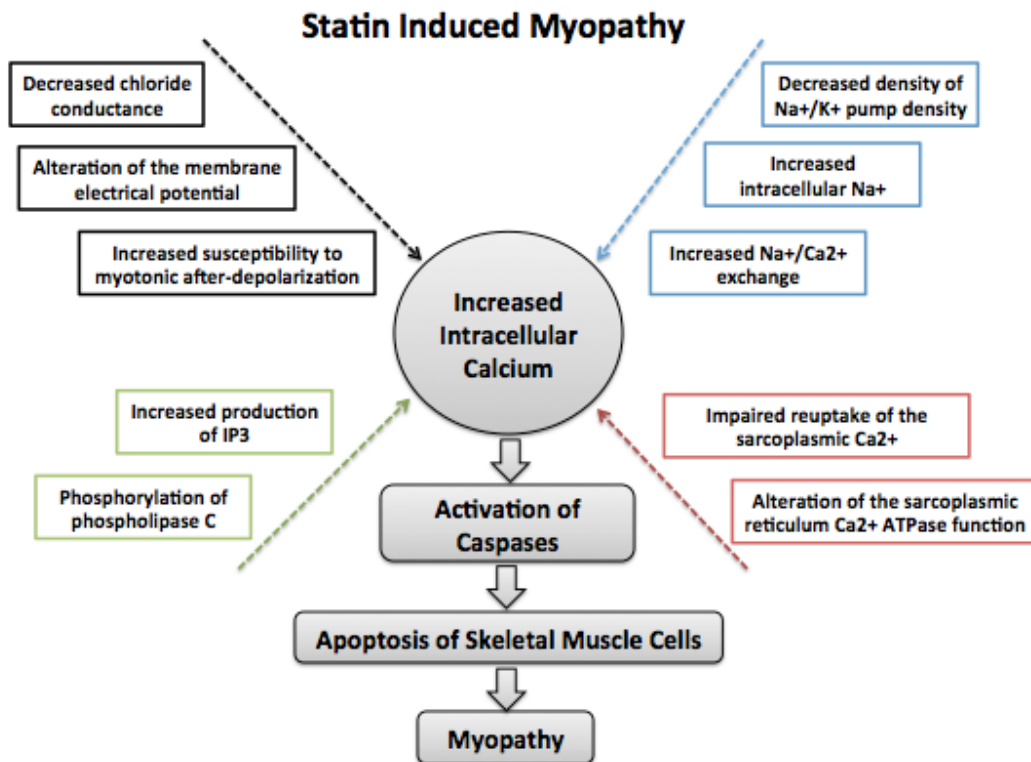 Statin Induced Myopathy
Decreased chloride
conductance
Alteration of the membrane
electrical potential
Increased susceptibility to
myotonic after-depolarization
Decreased density of
Na+/K+ pump density
Increased
intracellular Na+
Increased Na+/Ca2+
exchange
Increased
Intracellular
Calcium
Increased production
of IP3
Phosphorylation of
phospholipase C
Impaired reuptake of the
sarcoplasmic Ca2+
Alteration of the sarcoplasmic
reticulum Ca2+ ATPase function
Activation of
Caspases
Apoptosis of Skeletal Muscle Cells
Myopathy